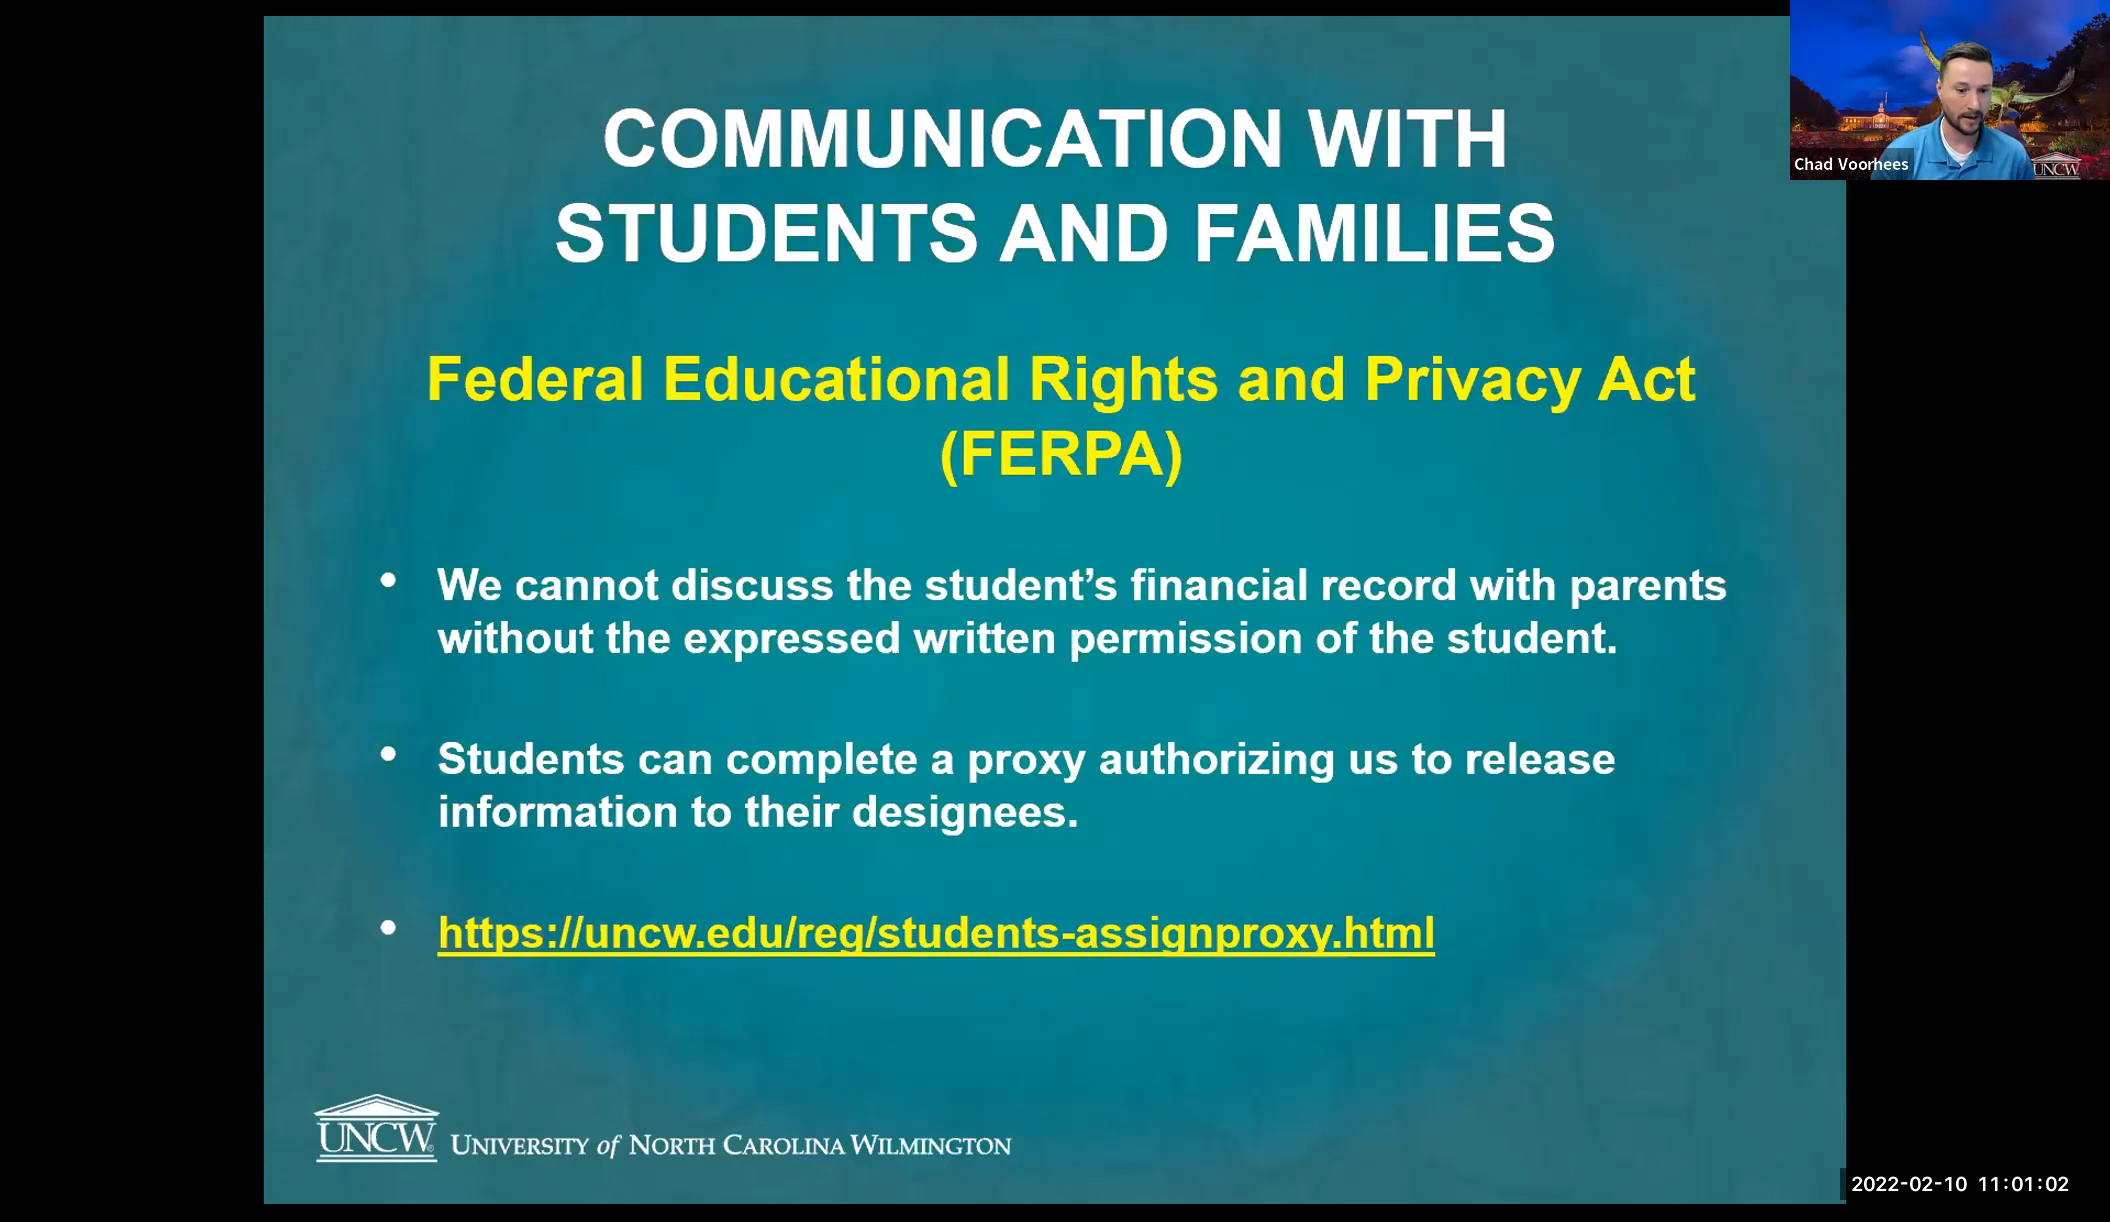 COMMUNICATION WITH
STUDENTS AND FAMILIES
Federal Educational Rights and Privacy Act
(FERPA)
• We cannot discuss the student’s financial record with parents
without the expressed written permission of the student.
• Students can complete a proxy authorizing us to release
information to their designees.
• https://uncw.edu/reg/students-assignproxy.html
UNCW® UNIVERSITY of NORTH CAROLINA WILMINGTON
Chad Voorhees
UNCW
2022-02-10 11:01:02